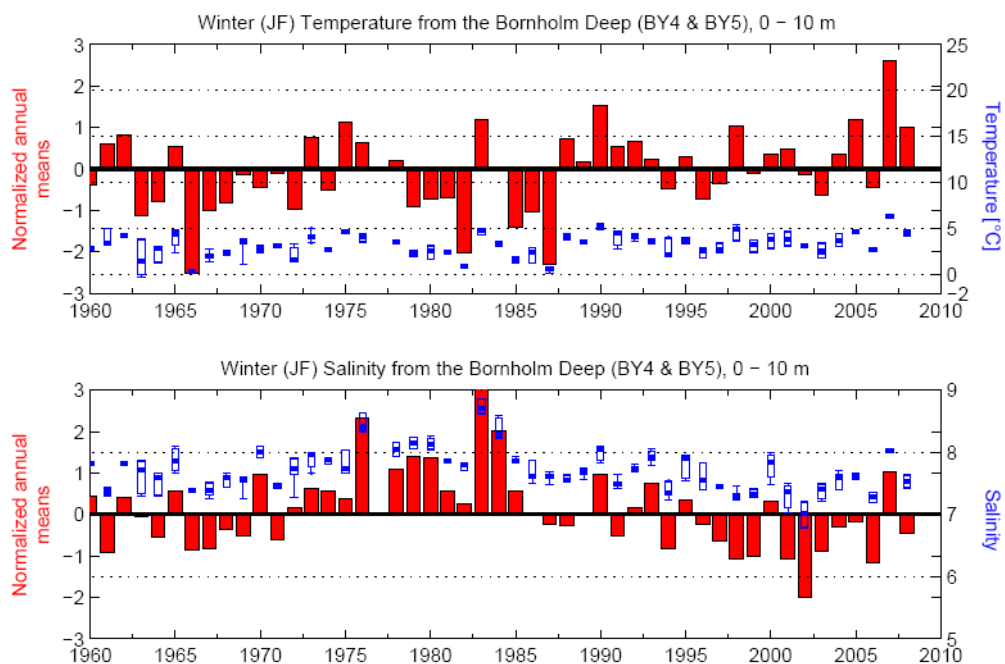 Winter (JF) Temperature from the Bornholm Deep (BY4 & BY5), 0 − 10 m
Normalized annual
means
3
2
1
0
−1
−2
−3
25
20
15
10
5
0
−2
Temperature [°C]
1960 1965 1970 1975 1980 1985 1990 1995 2000 2005 2010
Winter (JF) Salinity from the Bornholm Deep (BY4 & BY5), 0 − 10 m
Normalized annual
means
3
2
1
0
−1
−2
−3
9
8
7
6
5
Salinity
1960 1965 1970 1975 1980 1985 1990 1995 2000 2005 2010